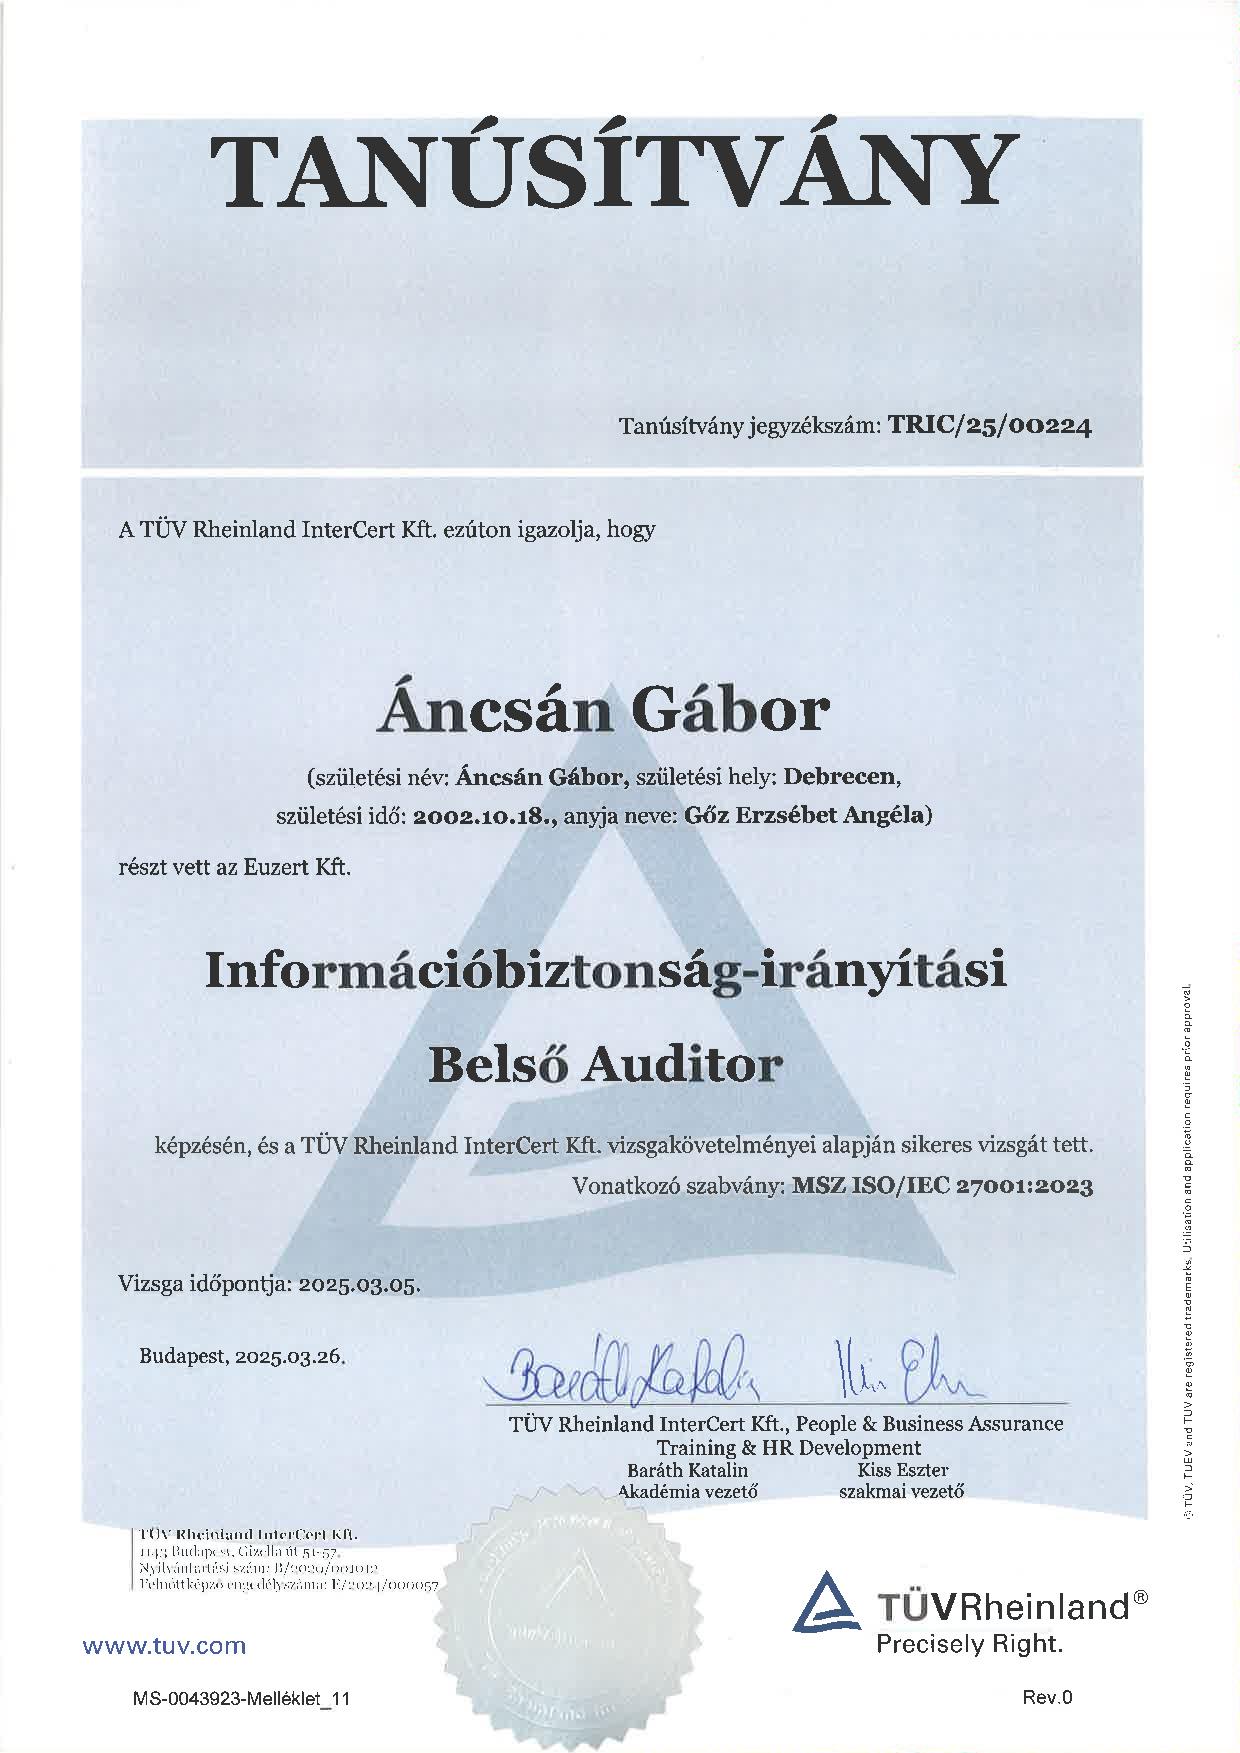 TANÚSÍTVÁNY
Tanúsítvány jegyzékszám: TRIC/25/00224
A TÜV Rheinland InterCert Kft. ezúton igazolja, hogy
Áncsán Gábor
(születési név: Áncsán Gábor, születési hely: Debrecen,
születési idő: 2002.10.18., anyja neve: Gőz Erzsébet Angéla)
részt vett az Euzert Kft.
Információbiztonság-irányítási
Belső Auditor
képzésén, és a TÜV Rheinland InterCert Kft. vizsgakövetelményei alapján sikeres vizsgát tett.
Vonatkozó szabvány: MSZ ISO/IEC 27001:2023
Vizsga időpontja: 2025.03.05.
Budapest, 2025.03.26.
Baráth Katalin
TÜV Rheinland InterCert Kft., People & Business Assurance
Training & HR Development
Baráth Katalin Kiss Eszter
Akadémia vezető szakmai vezető
TÜV Rheinland InterCert Kft.
1143 Budapest, Gizella út 51-57.
Nyilvántartási szám: B/2020/001012
Felnőttképző engedélyszáma: E/2024/000057
TÜVRheinland®
Precisely Right.
www.tuv.com
MS-0043923-Melléklet_11 Rev.0
® TÜV, TUEV and TUV are registered trademarks. Utilisation and application requires prior approval.